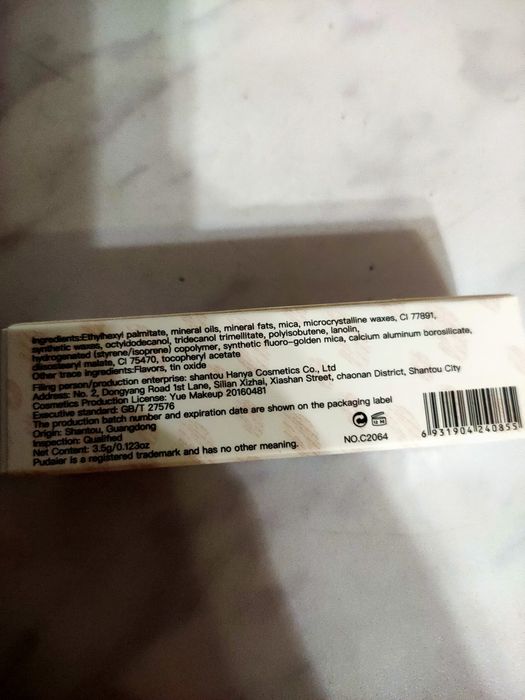 Ingredients:Ethylhexyl palmitate, mineral oils, mineral fats, mica, microcrystalline waxes, CI 77891,
synthetic waxes, octyldodecanol, tridecanol trimellitate, polyisobutene, lanolin,
hydrogenated (styrene/isoprene) copolymer, synthetic fluoro-golden mica, calcium aluminum borosilicate,
diisostearyl malate, CI 75470, tocopheryl acetate
Other trace ingredients:Flavors, tin oxide
Filing person/production enterprise: shantou Hanya Cosmetics Co., Ltd
Address: No. 2, Dongyang Road 1st Lane, Silian Xizhai, Xiashan Street, chaonan District, Shantou City
Cosmetics Production License: Yue Makeup 20160481
Executive standard: GB/T 27576
The production batch number and expiration date are shown on the packaging label
Origin: Shantou, Guangdong
Inspection: Qualified
Net Content: 3.5g/0.123oz
Pudaier is a registered trademark and has no other meaning.
12 M
NO.C2064
6 931904 240855